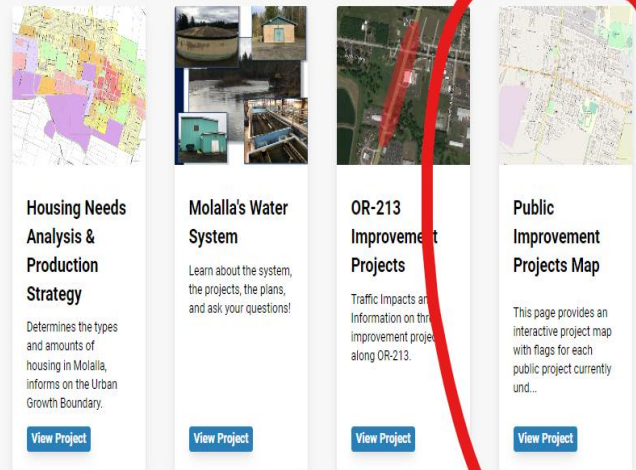 Housing Needs
Analysis &
Production
Strategy
Determines the types
and amounts of
housing in Molalla,
informs on the Urban
Growth Boundary.
View Project
Molalla's Water
System
Learn about the system,
the projects, the plans,
and ask your questions!
View Project
OR-213
Improvement
Projects
Traffic Impacts
Information on
improvement
along OR-213.
View Project
Public
Improvement
Projects Map
This page provides an
interactive project map
with flags for each
public project currently
und...
View Project